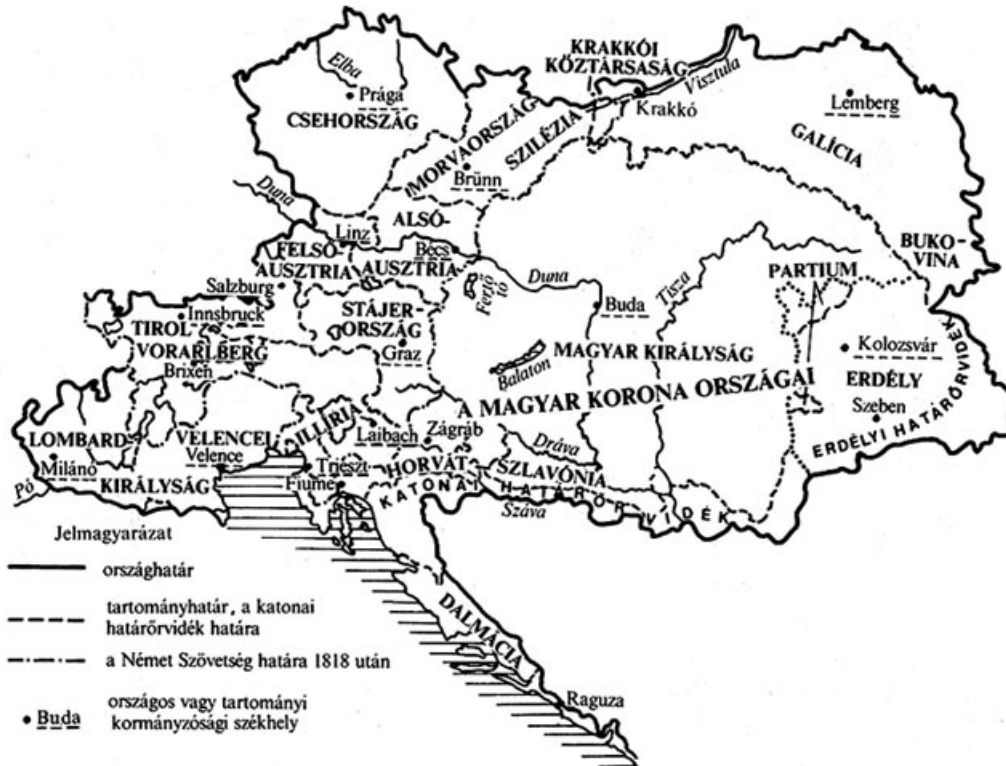 KRAKKÓI
KÖZTÁRSASÁG
Visztula
Elba
Prága
CSEHORSZÁG
Krakkó
Lemberg
GALÍCIA
MORVAORSZÁG
SZILÉZIA
Brünn
Duna
ALSÓ-
AUSZTRIA
Linz
Bécs
FELSŐ-
AUSZTRIA
BUKO-
VINA
Salzburg
Fertő
tó
Duna
Tisza
PARTIUM
Innsbruck
STÁJER-
ORSZÁG
Buda
TIROL
VORARLBERG
Graz
Brixen
Balaton
MAGYAR KIRÁLYSÁG
Kolozsvár
A MAGYAR KORONA ORSZÁGAI
ERDÉLY
Szeben
ERDÉLYI HATÁRŐRVIDÉK
ILLÍRIA
Laibach
Zágráb
LOMBARD
VELENCEI
KIRÁLYSÁG
Milánó
Velence
Pó
Trieszt
Fiume
HORVÁT
Dráva
SZLAVÓNIA
KATONAI HATÁRŐRVIDÉK
Száva
DALMÁCIA
Raguza
Jelmagyarázat
országhatár
tartományhatár, a katonai
határőrvidék határa
a Német Szövetség határa 1818 után
Buda
országos vagy tartományi
kormányzósági székhely